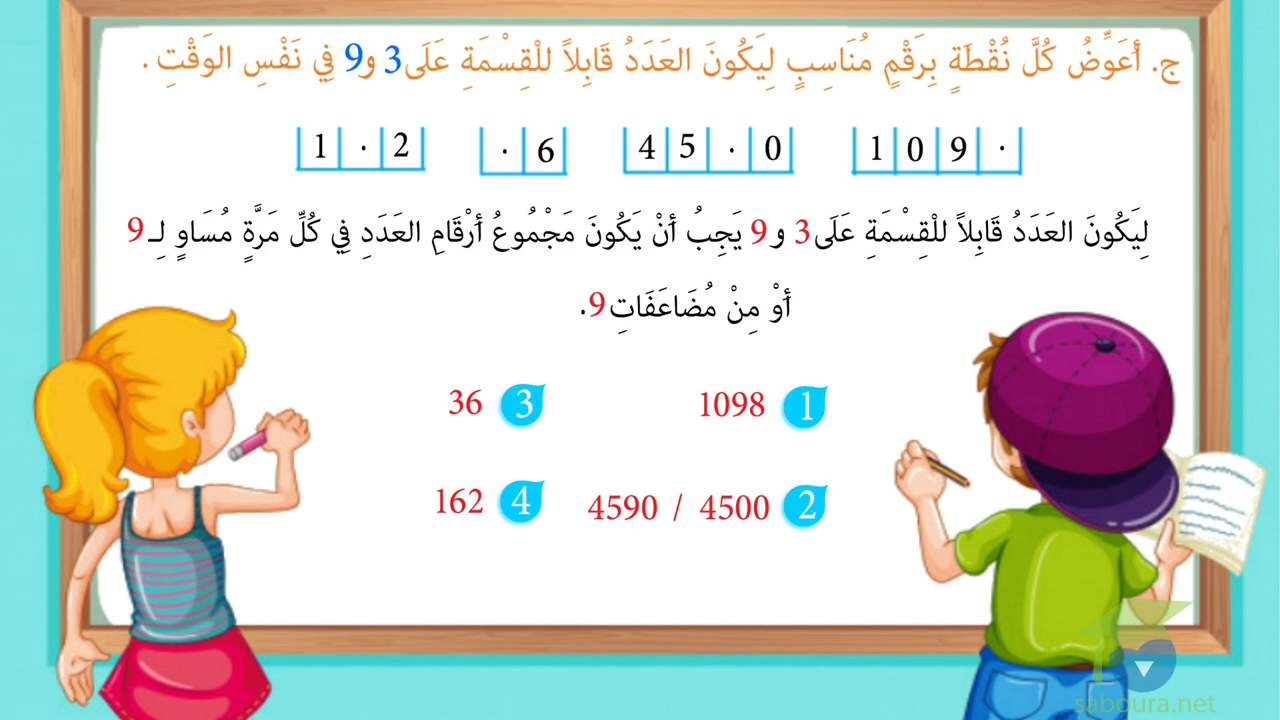 ج. أُعَوِّضُ كُلَّ نُقْطَةٍ بِرَقْمٍ مُنَاسِبٍ لِيَكُونَ العَدَدُ قَابِلاً للْقِسْمَةِ عَلَى 3 و 9 فِي نَفْسِ الوَقْتِ .
1 0 9 · 4 5 · 0 · 6 1 · 2
لِيَكُونَ العَدَدُ قَابِلاً للْقِسْمَةِ عَلَى 3 و 9 يَجِبُ أَنْ يَكُونَ مَجْمُوعُ أَرْقَامِ العَدَدِ فِي كُلِّ مَرَّةٍ مُسَاوٍ لِـ 9
أَوْ مِنْ مُضَاعَفَاتِ 9.
1 1098 3 36
2 4500 / 4590 4 162
saboura.net